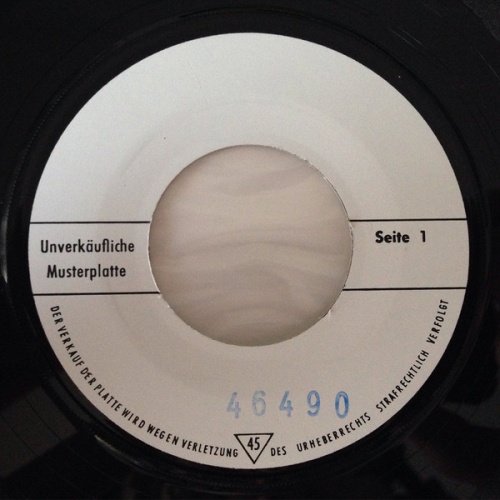 Unverkäufliche
Musterplatte
Seite 1
46490
DER VERKAUF DER PLATTE WIRD WEGEN VERLETZUNG 45 DES URHEBERRECHTS STRAFRECHTLICH VERFOLGT